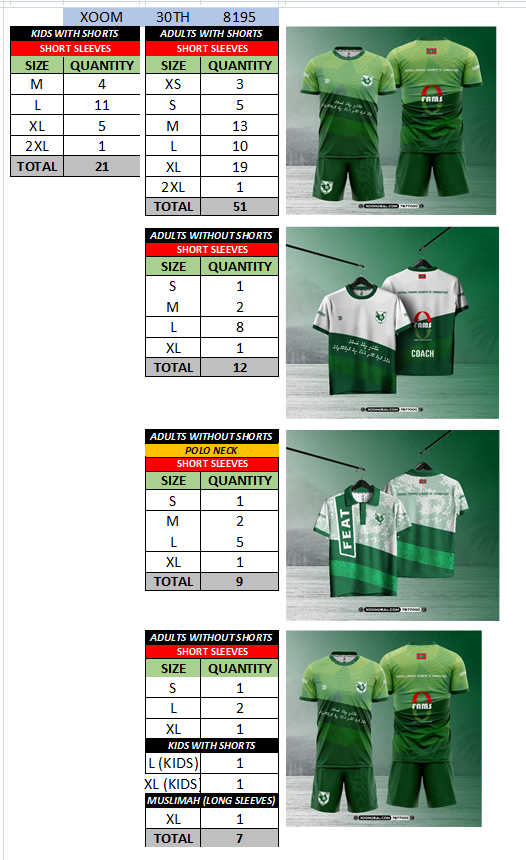 XOOM 30TH 8195
KIDS WITH SHORTS
SHORT SLEEVES
SIZE QUANTITY
M 4
L 11
XL 5
2XL 1
TOTAL 21
ADULTS WITH SHORTS
SHORT SLEEVES
SIZE QUANTITY
XS 3
S 5
M 13
L 10
XL 19
2XL 1
TOTAL 51
FAMS
XOOMDEAL.COM 7977000
ADULTS WITHOUT SHORTS
SHORT SLEEVES
SIZE QUANTITY
S 1
M 2
L 8
XL 1
TOTAL 12
FAMS
COACH
XOOMDEAL.COM 7977000
ADULTS WITHOUT SHORTS
POLO NECK
SHORT SLEEVES
SIZE QUANTITY
S 1
M 2
L 5
XL 1
TOTAL 9
FEAT
XOOMDEAL.COM 7977000
ADULTS WITHOUT SHORTS
SHORT SLEEVES
SIZE QUANTITY
S 1
L 2
XL 1
KIDS WITH SHORTS
L (KIDS) 1
XL (KIDS) 1
MUSLIMAH (LONG SLEEVES)
XL 1
TOTAL 7
FAMS
XOOMDEAL.COM 7977000